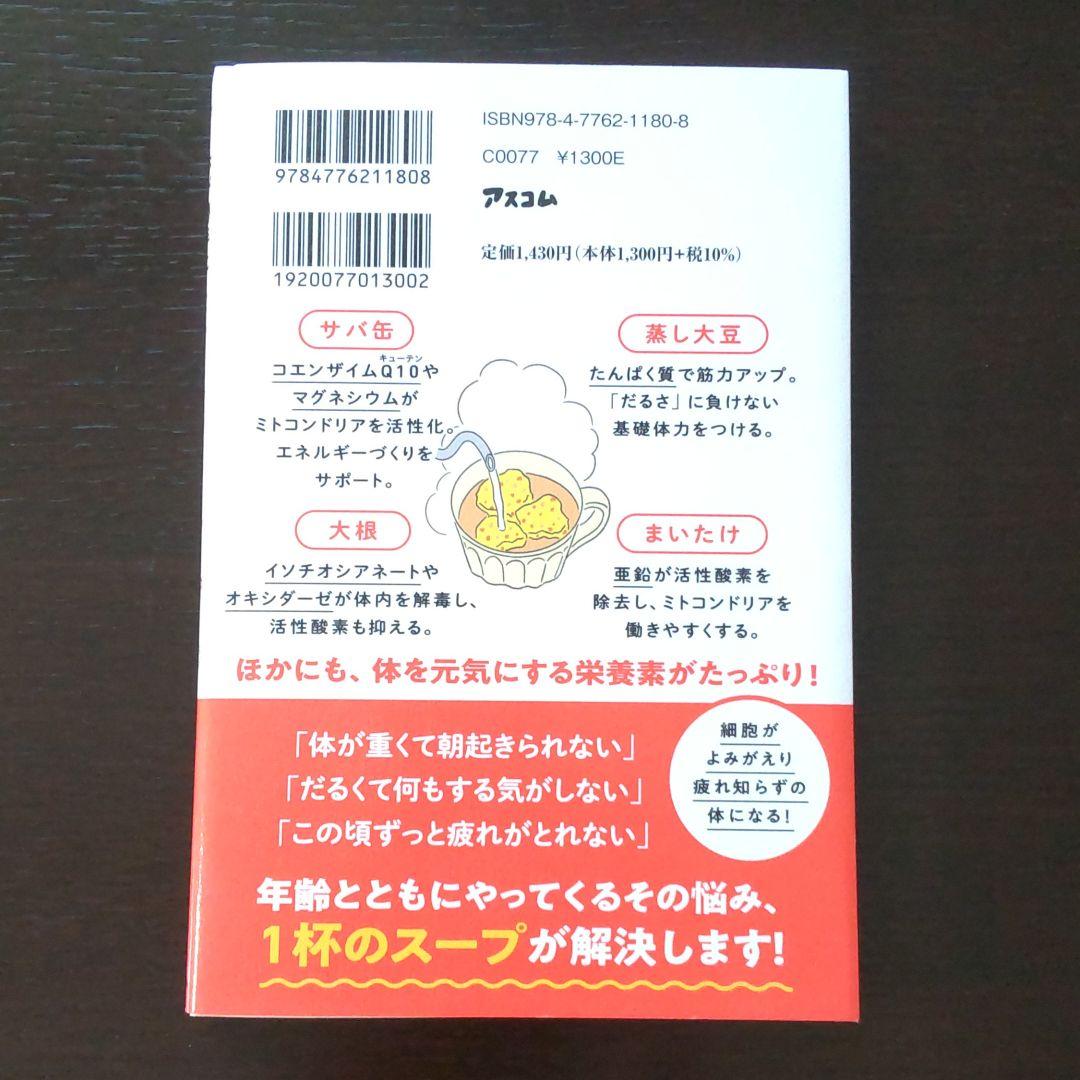 ISBN978-4-7762-1180-8
9784776211808
C0077 ¥1300E
アスコム
定価1,430円(本体1,300円+税10%)
1920077013002
サバ缶
キューテン
コエンザイムQ10や
マグネシウムが
ミトコンドリアを活性化。
エネルギーづくりを
サポート。
蒸し大豆
たんぱく質で筋力アップ。
「だるさ」に負けない
基礎体力をつける。
大根
イソチオシアネートや
オキシダーゼが体内を解毒し、
活性酸素も抑える。
まいたけ
亜鉛が活性酸素を
除去し、ミトコンドリアを
働きやすくする。
ほかにも、体を元気にする栄養素がたっぷり!
「体が重くて朝起きられない」
「だるくて何もする気がしない」
「この頃ずっと疲れがとれない」
細胞が
よみがえり
疲れ知らずの
体になる!
年齢とともにやってくるその悩み、
1杯のスープが解決します!